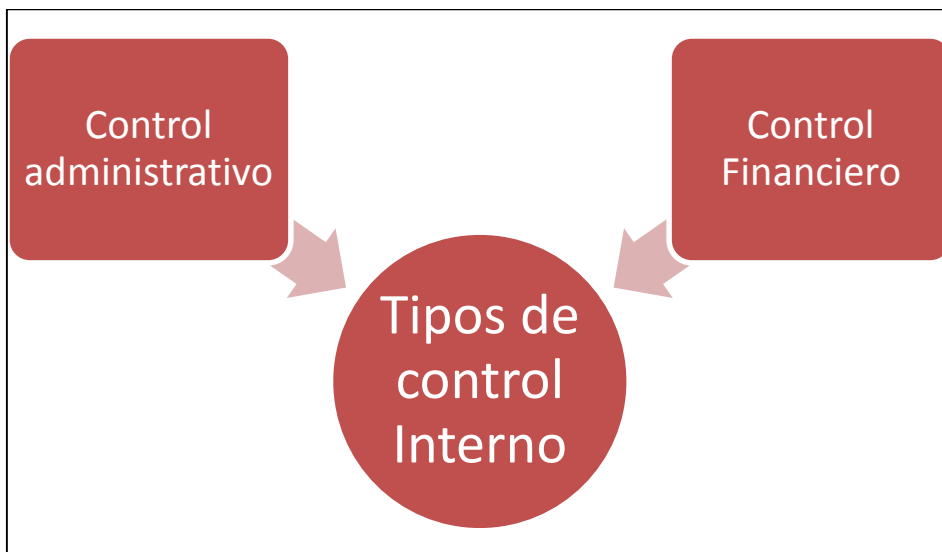 Control
administrativo
Control
Financiero
Tipos de
control
Interno